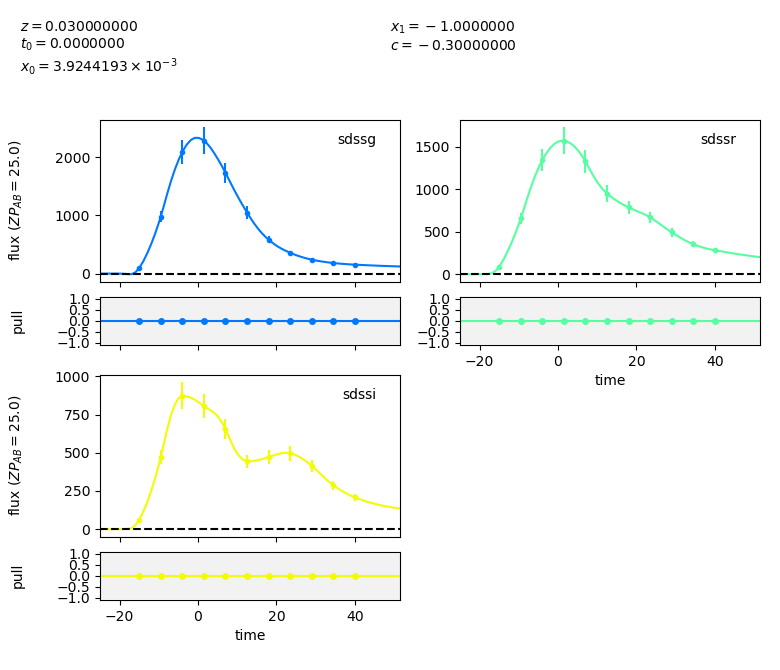 z = 0.030000000
t₀ = 0.0000000
x₀ = 3.9244193 × 10⁻³
x₁ = −1.0000000
c = −0.30000000
flux (ZP_AB = 25.0)
2000
1000
0
sdssg
1500
1000
500
0
sdssr
pull
1.0
0.5
0.0
−0.5
−1.0
1.0
0.5
0.0
−0.5
−1.0
−20 0 20 40
time
flux (ZP_AB = 25.0)
1000
750
500
250
0
sdssi
pull
1.0
0.5
0.0
−0.5
−1.0
−20 0 20 40
time